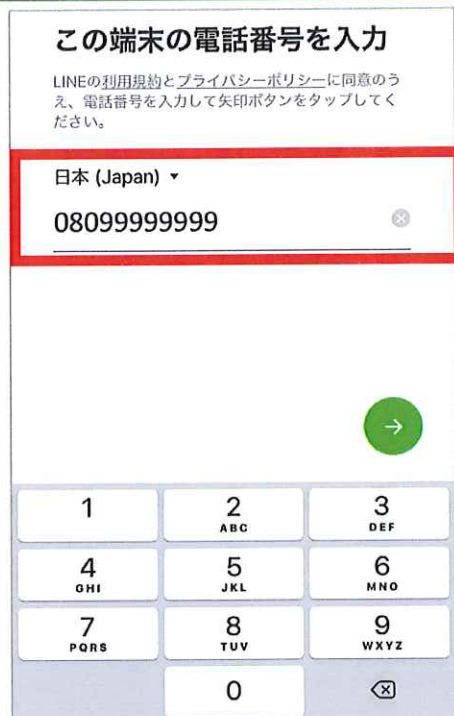 この端末の電話番号を入力
LINEの利用規約とプライバシーポリシーに同意のう
え、電話番号を入力して矢印ボタンをタップしてく
ださい。
日本 (Japan)
08099999999
1
2
ABC
3
DEF
4
GHI
5
JKL
6
MNO
7
PQRS
8
TUV
9
WXYZ
0